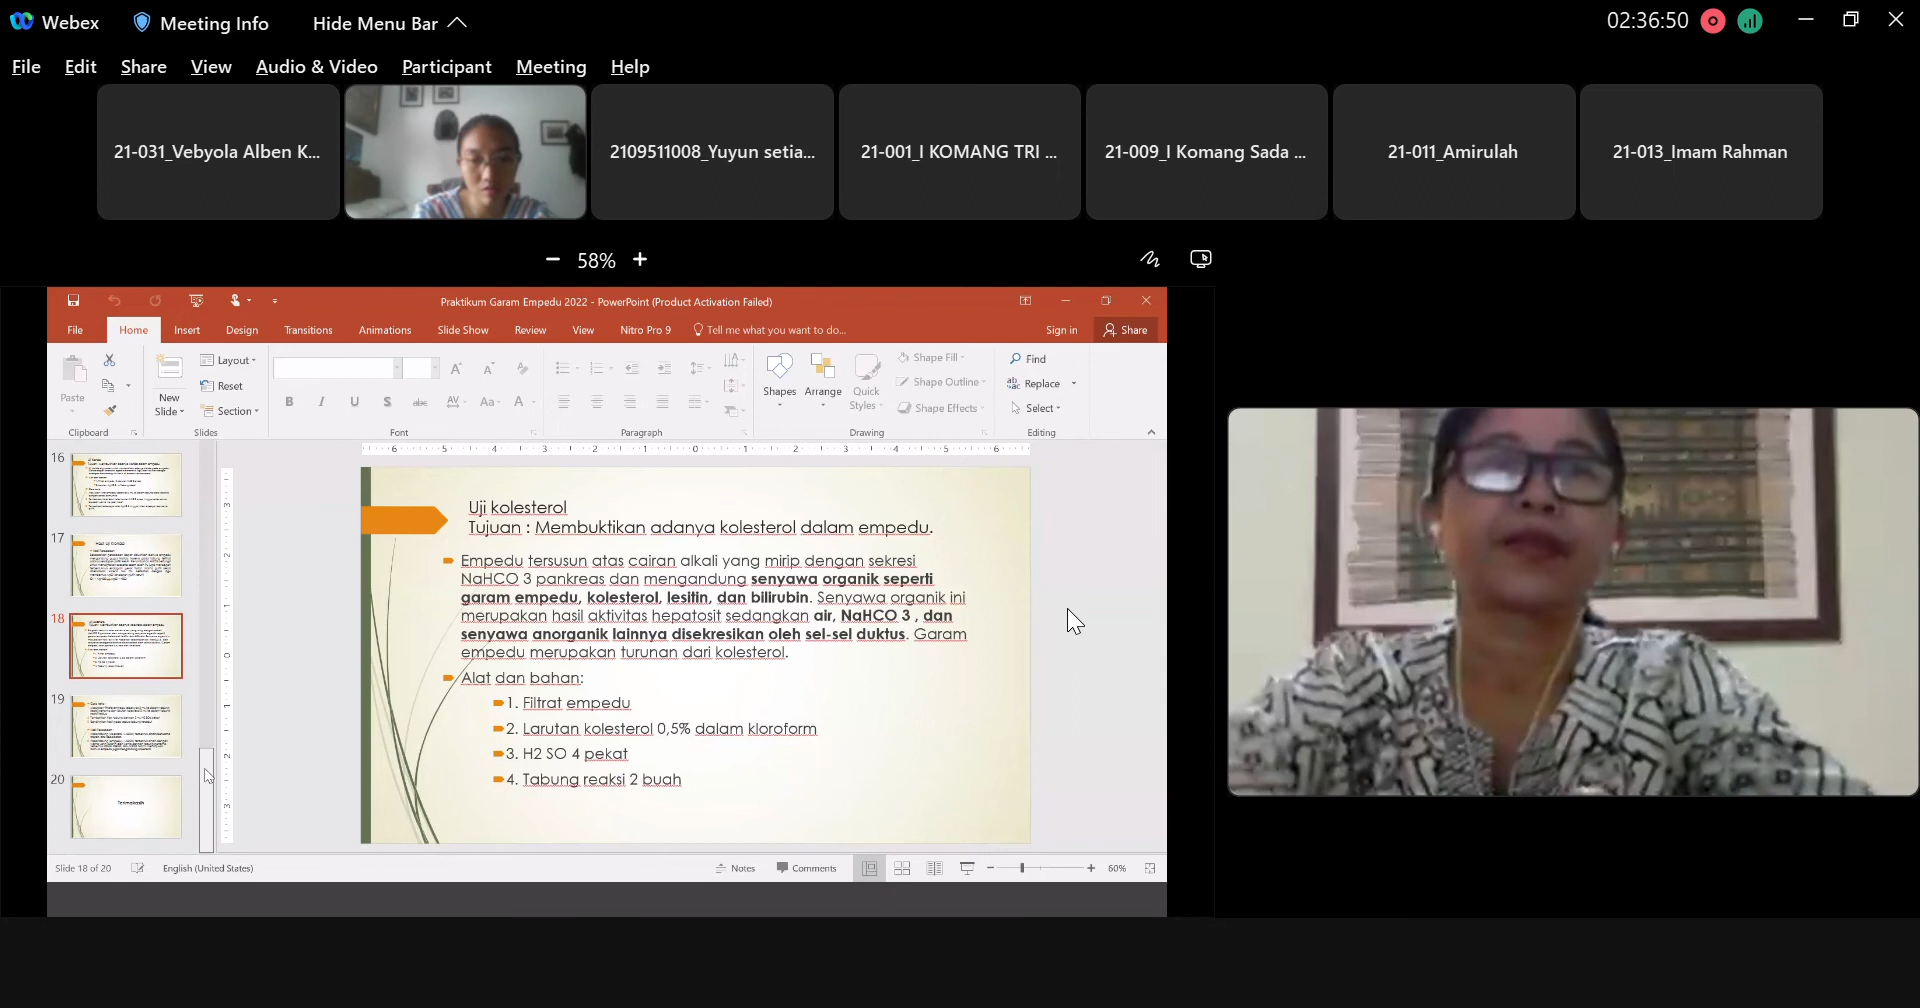 Webex Meeting Info Hide Menu Bar 02:36:50
File Edit Share View Audio & Video Participant Meeting Help
21-031_Vebyola Alben K...
2109511008_Yuyun setia...
21-001_I KOMANG TRI ...
21-009_I Komang Sada ...
21-011_Amirulah
21-013_Imam Rahman
58%
Praktikum Garam Empedu 2022 - PowerPoint (Product Activation Failed)
File Home Insert Design Transitions Animations Slide Show Review View Nitro Pro 9 Tell me what you want to do... Sign in Share
Paste
New Slide
Layout
Reset
Section
Shapes
Arrange
Quick Styles
Shape Fill
Shape Outline
Shape Effects
Find
Replace
Select
Clipboard Slides Font Paragraph Drawing Editing
16
17
18
19
20
Terimakasih
Uji kolesterol
Tujuan : Membuktikan adanya kolesterol dalam empedu.
Empedu tersusun atas cairan alkali yang mirip dengan sekresi
NaHCO 3 pankreas dan mengandung senyawa organik seperti
garam empedu, kolesterol, lesitin, dan bilirubin. Senyawa organik ini
merupakan hasil aktivitas hepatosit sedangkan air, NaHCO 3 , dan
senyawa anorganik lainnya disekresikan oleh sel-sel duktus. Garam
empedu merupakan turunan dari kolesterol.
Alat dan bahan:
1. Filtrat empedu
2. Larutan kolesterol 0,5% dalam kloroform
3. H2 SO 4 pekat
4. Tabung reaksi 2 buah
Slide 18 of 20 English (United States) Notes Comments 60%